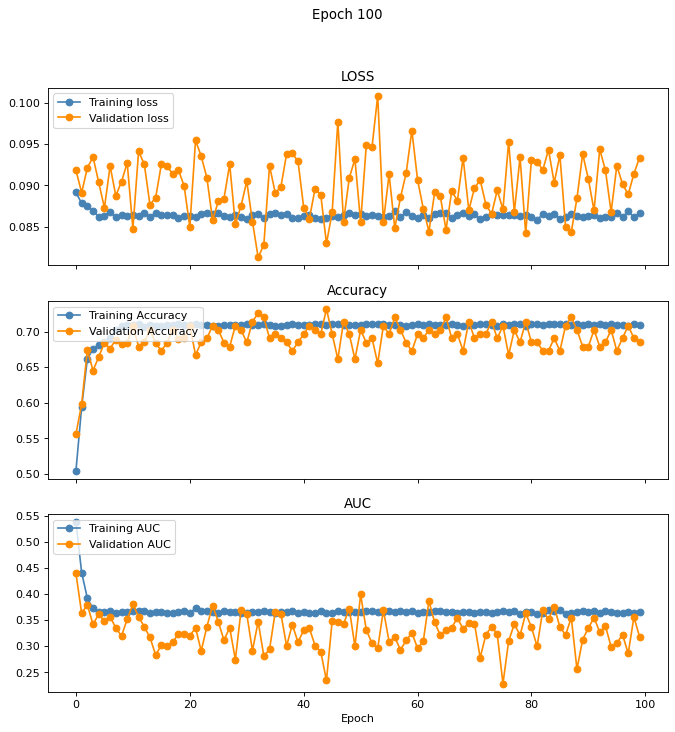 Epoch 100
LOSS
0.100
0.095
0.090
0.085
Training loss
Validation loss
Accuracy
0.70
0.65
0.60
0.55
0.50
Training Accuracy
Validation Accuracy
AUC
0.55
0.50
0.45
0.40
0.35
0.30
0.25
Training AUC
Validation AUC
0
20
40
60
80
100
Epoch